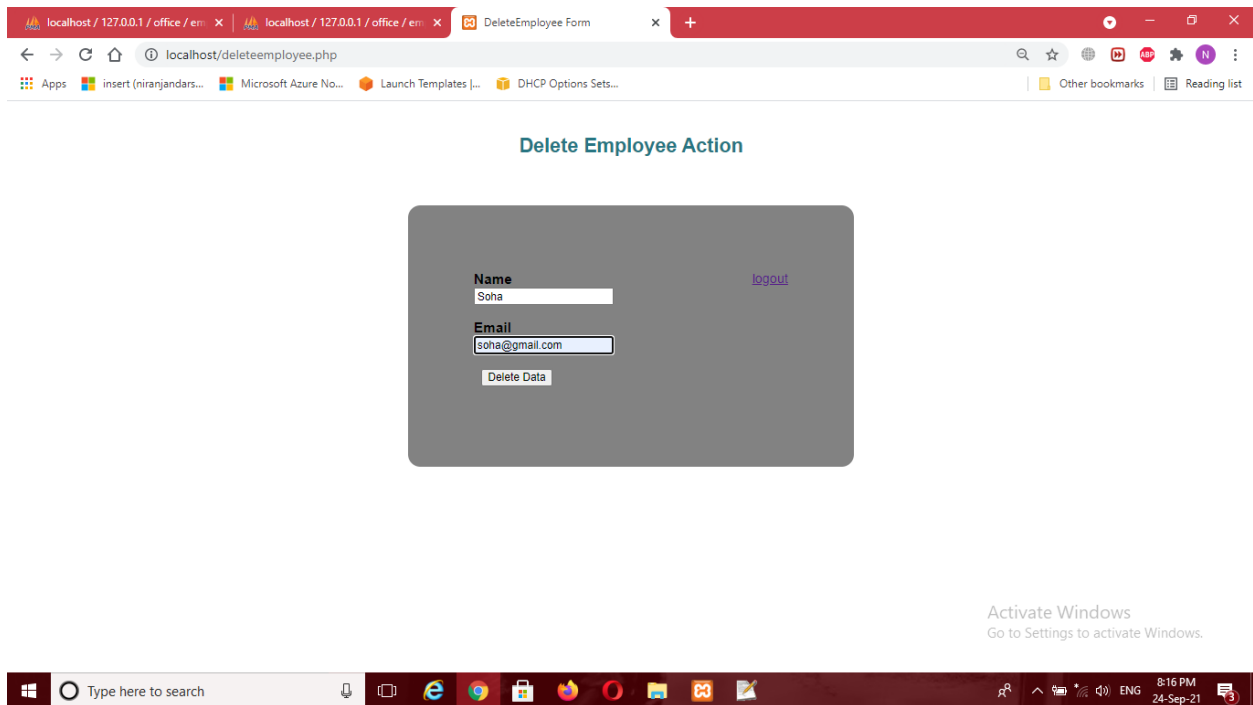 localhost / 127.0.0.1 / office / em
localhost / 127.0.0.1 / office / em
DeleteEmployee Form
localhost/deleteemployee.php
ABP
N
Apps
insert (niranjandars...
Microsoft Azure No...
Launch Templates |...
DHCP Options Sets...
Other bookmarks
Reading list
Delete Employee Action
Name
logout
Soha
Email
soha@gmail.com
Delete Data
Activate Windows
Go to Settings to activate Windows.
Type here to search
ENG
8:16 PM
24-Sep-21
3